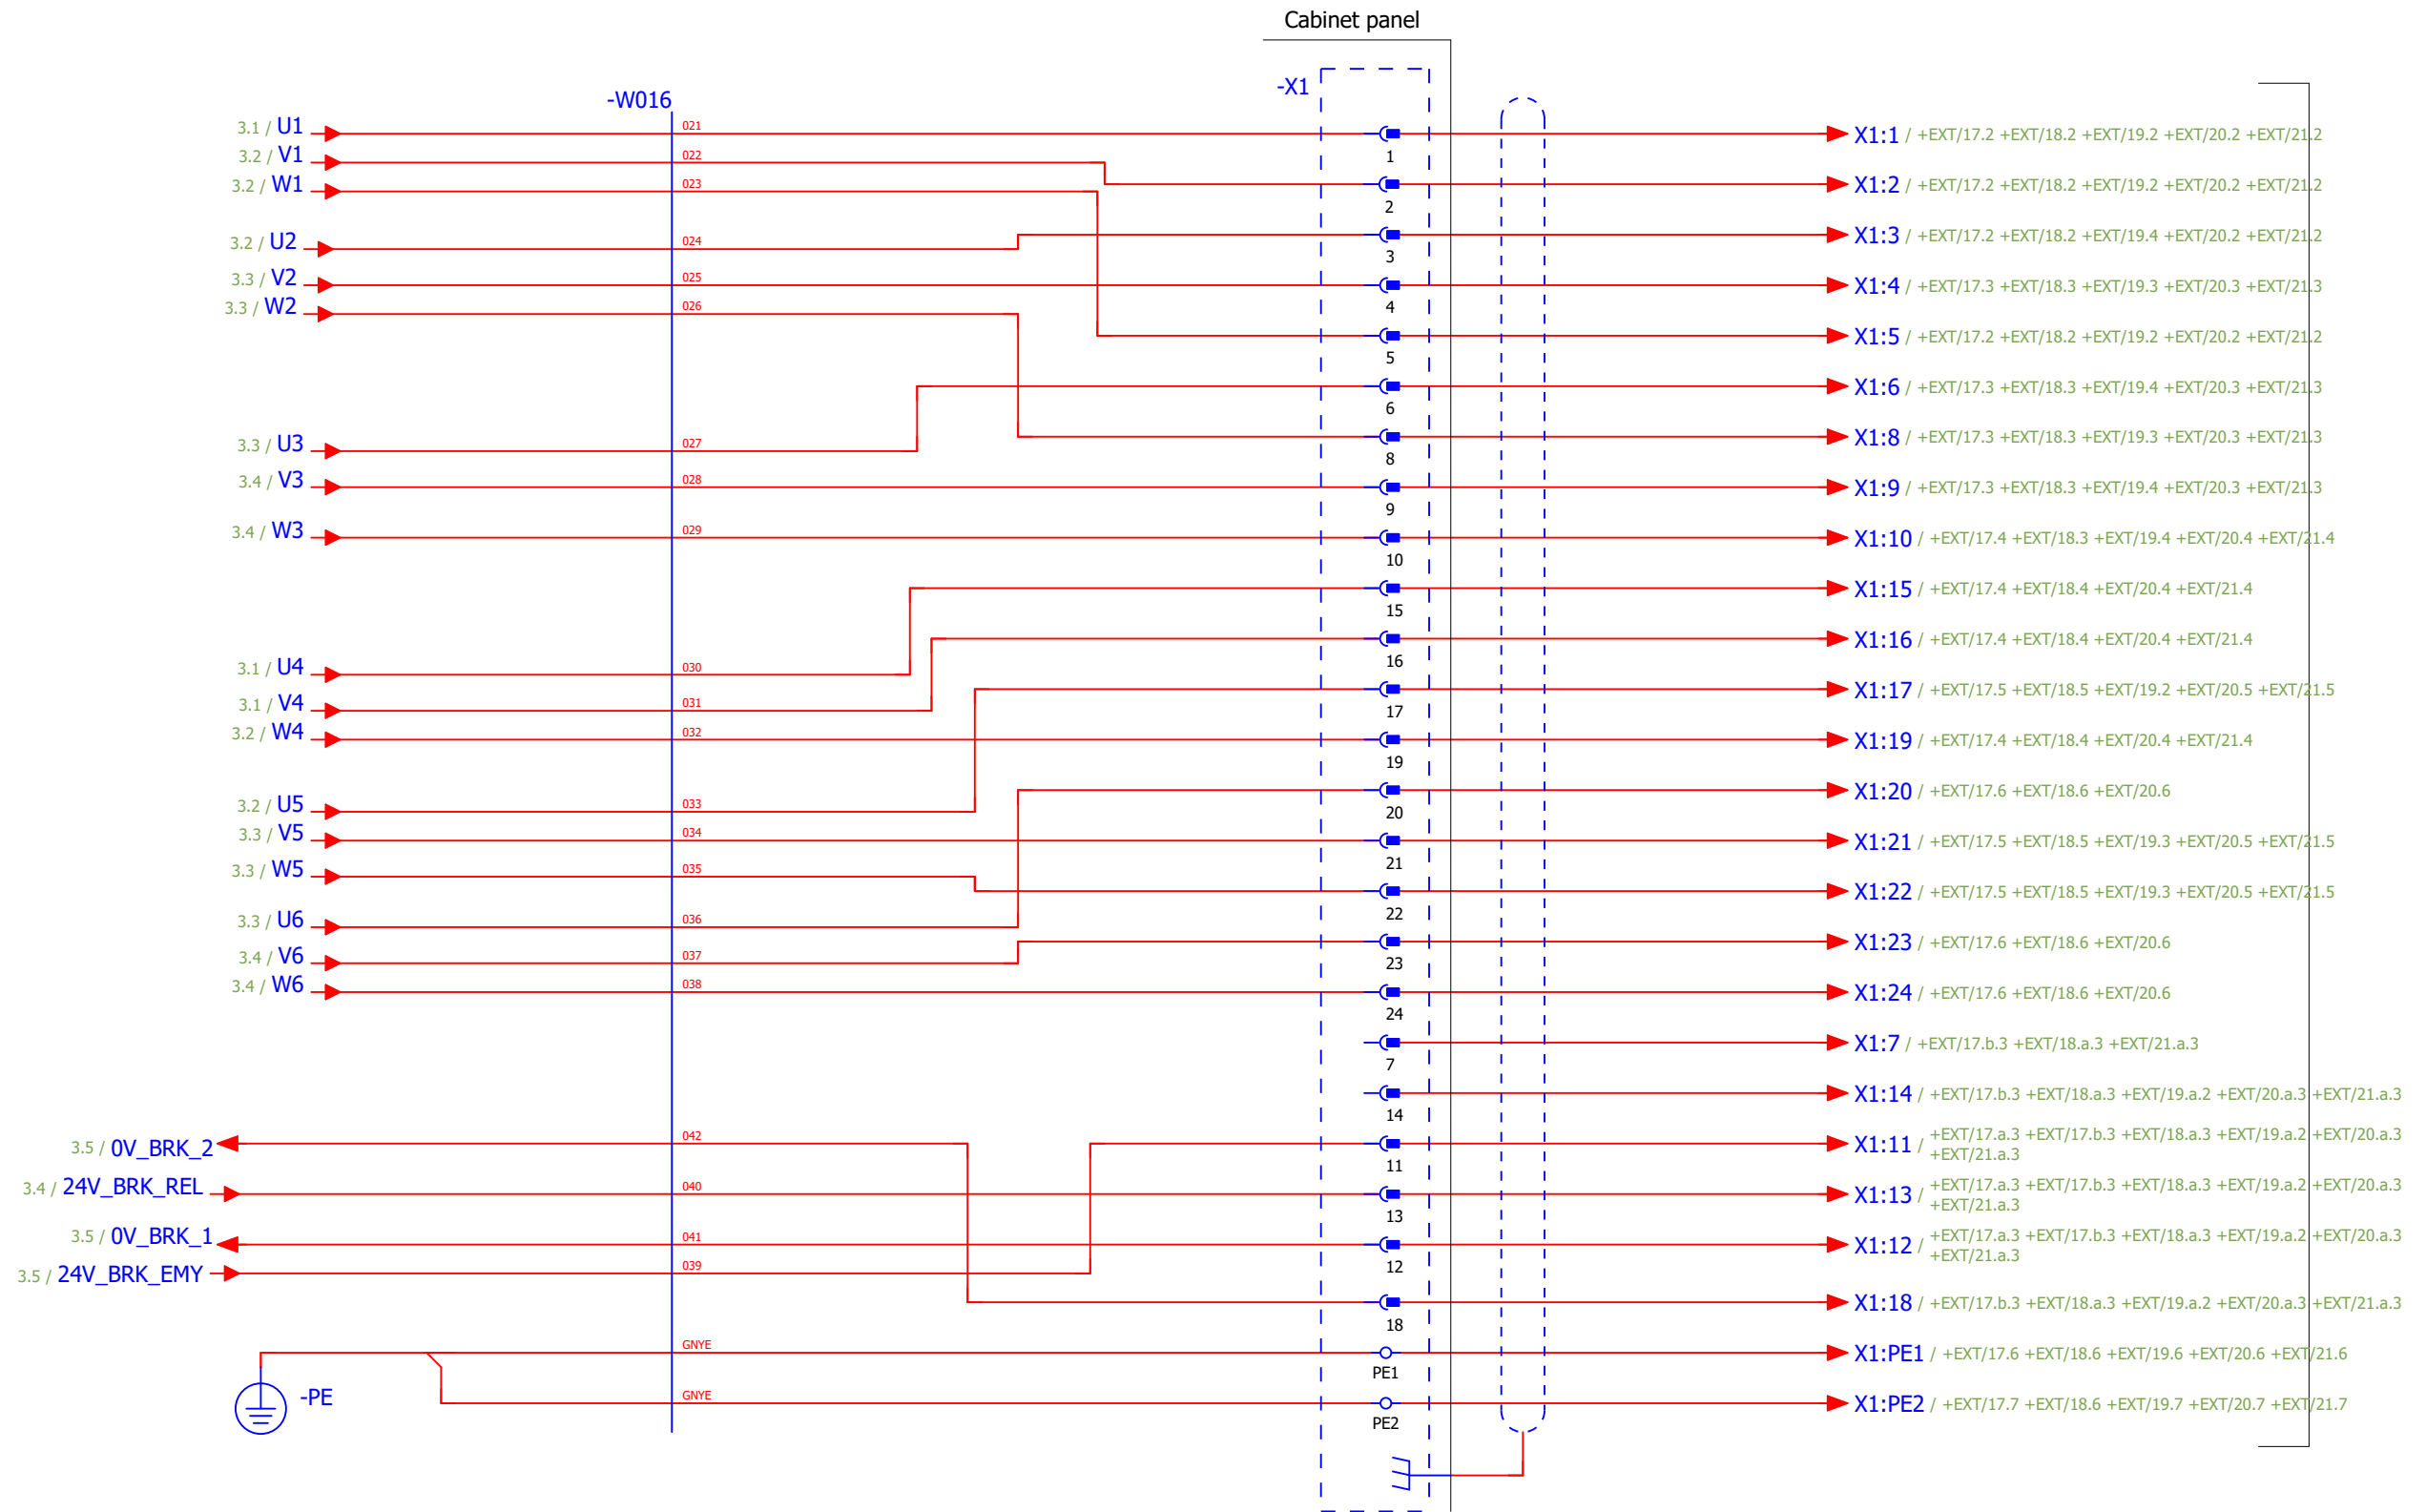 Cabinet panel
-X1
-W016
3.1 / U1 021 1 X1:1 / +EXT/17.2 +EXT/18.2 +EXT/19.2 +EXT/20.2 +EXT/21.2
3.2 / V1 022 2 X1:2 / +EXT/17.2 +EXT/18.2 +EXT/19.2 +EXT/20.2 +EXT/21.2
3.2 / W1 023
3.2 / U2 024 3 X1:3 / +EXT/17.2 +EXT/18.2 +EXT/19.4 +EXT/20.2 +EXT/21.2
3.3 / V2 025 4 X1:4 / +EXT/17.3 +EXT/18.3 +EXT/19.3 +EXT/20.3 +EXT/21.3
3.3 / W2 026 5 X1:5 / +EXT/17.2 +EXT/18.2 +EXT/19.2 +EXT/20.2 +EXT/21.2
6 X1:6 / +EXT/17.3 +EXT/18.3 +EXT/19.4 +EXT/20.3 +EXT/21.3
3.3 / U3 027 8 X1:8 / +EXT/17.3 +EXT/18.3 +EXT/19.3 +EXT/20.3 +EXT/21.3
3.4 / V3 028 9 X1:9 / +EXT/17.3 +EXT/18.3 +EXT/19.4 +EXT/20.3 +EXT/21.3
3.4 / W3 029 10 X1:10 / +EXT/17.4 +EXT/18.3 +EXT/19.4 +EXT/20.4 +EXT/21.4
15 X1:15 / +EXT/17.4 +EXT/18.4 +EXT/20.4 +EXT/21.4
16 X1:16 / +EXT/17.4 +EXT/18.4 +EXT/20.4 +EXT/21.4
3.1 / U4 030
3.1 / V4 031 17 X1:17 / +EXT/17.5 +EXT/18.5 +EXT/19.2 +EXT/20.5 +EXT/21.5
3.2 / W4 032 19 X1:19 / +EXT/17.4 +EXT/18.4 +EXT/20.4 +EXT/21.4
3.2 / U5 033 20 X1:20 / +EXT/17.6 +EXT/18.6 +EXT/20.6
3.3 / V5 034 21 X1:21 / +EXT/17.5 +EXT/18.5 +EXT/19.3 +EXT/20.5 +EXT/21.5
3.3 / W5 035 22 X1:22 / +EXT/17.5 +EXT/18.5 +EXT/19.3 +EXT/20.5 +EXT/21.5
3.3 / U6 036
3.4 / V6 037 23 X1:23 / +EXT/17.6 +EXT/18.6 +EXT/20.6
3.4 / W6 038 24 X1:24 / +EXT/17.6 +EXT/18.6 +EXT/20.6
7 X1:7 / +EXT/17.b.3 +EXT/18.a.3 +EXT/21.a.3
14 X1:14 / +EXT/17.b.3 +EXT/18.a.3 +EXT/19.a.2 +EXT/20.a.3 +EXT/21.a.3
3.5 / 0V_BRK_2 042 11 X1:11 / +EXT/17.a.3 +EXT/17.b.3 +EXT/18.a.3 +EXT/19.a.2 +EXT/20.a.3
+EXT/21.a.3
3.4 / 24V_BRK_REL 040 13 X1:13 / +EXT/17.a.3 +EXT/17.b.3 +EXT/18.a.3 +EXT/19.a.2 +EXT/20.a.3
+EXT/21.a.3
3.5 / 0V_BRK_1 041 12 X1:12 / +EXT/17.a.3 +EXT/17.b.3 +EXT/18.a.3 +EXT/19.a.2 +EXT/20.a.3
+EXT/21.a.3
3.5 / 24V_BRK_EMY 039
18 X1:18 / +EXT/17.b.3 +EXT/18.a.3 +EXT/19.a.2 +EXT/20.a.3 +EXT/21.a.3
GNYE PE1 X1:PE1 / +EXT/17.6 +EXT/18.6 +EXT/19.6 +EXT/20.6 +EXT/21.6
-PE GNYE PE2 X1:PE2 / +EXT/17.7 +EXT/18.6 +EXT/19.7 +EXT/20.7 +EXT/21.7